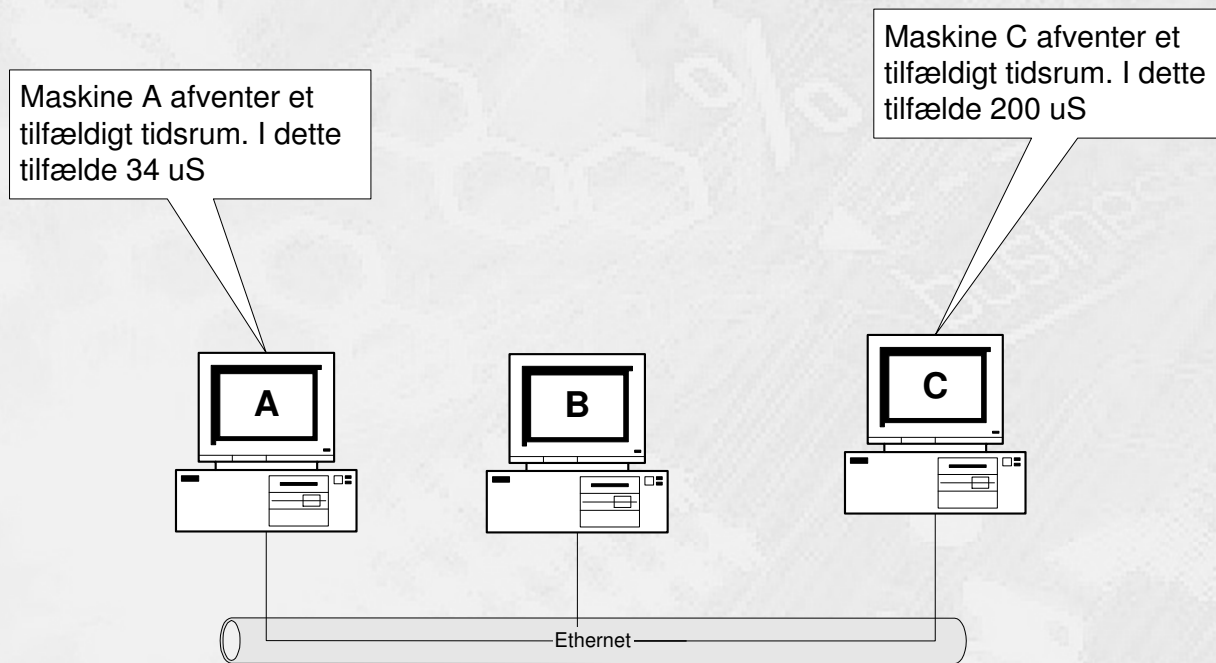 Maskine A afventer et
tilfældigt tidsrum. I dette
tilfælde 34 uS
Maskine C afventer et
tilfældigt tidsrum. I dette
tilfælde 200 uS
business
A
B
C
Ethernet